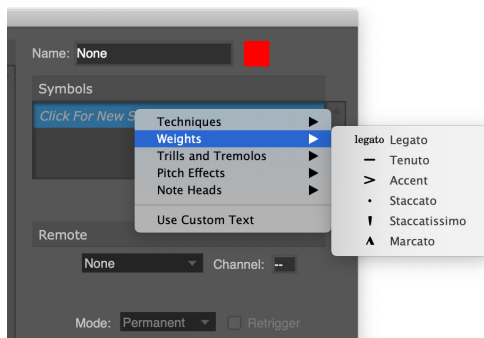 Name: None
Symbols
Click For New S
Techniques
Weights
Trills and Tremolos
Pitch Effects
Note Heads
Use Custom Text
legato Legato
Tenuto
Accent
Staccato
Staccatissimo
Marcato
Remote
None Channel: --
Mode: Permanent Retrigger